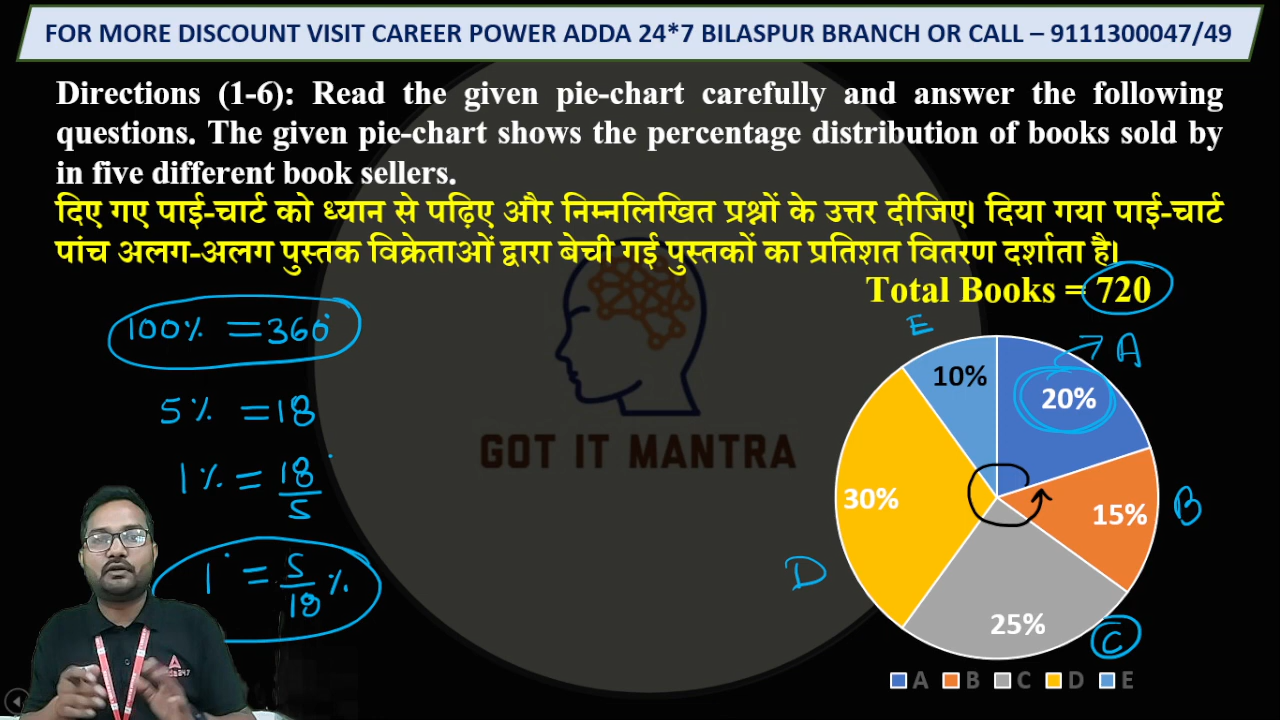 FOR MORE DISCOUNT VISIT CAREER POWER ADDA 24*7 BILASPUR BRANCH OR CALL – 9111300047/49
Directions (1-6): Read the given pie-chart carefully and answer the following
questions. The given pie-chart shows the percentage distribution of books sold by
in five different book sellers.
दिए गए पाई-चार्ट को ध्यान से पढ़िए और निम्नलिखित प्रश्नों के उत्तर दीजिए। दिया गया पाई-चार्ट
पांच अलग-अलग पुस्तक विक्रेताओं द्वारा बेची गई पुस्तकों का प्रतिशत वितरण दर्शाता है।
Total Books = 720
100% = 360°
5% = 18
1% = 18/5°
1° = 5/18 %
GOT IT MANTRA
E
A
10%
20%
30%
15%
B
D
25%
C
A B C D E